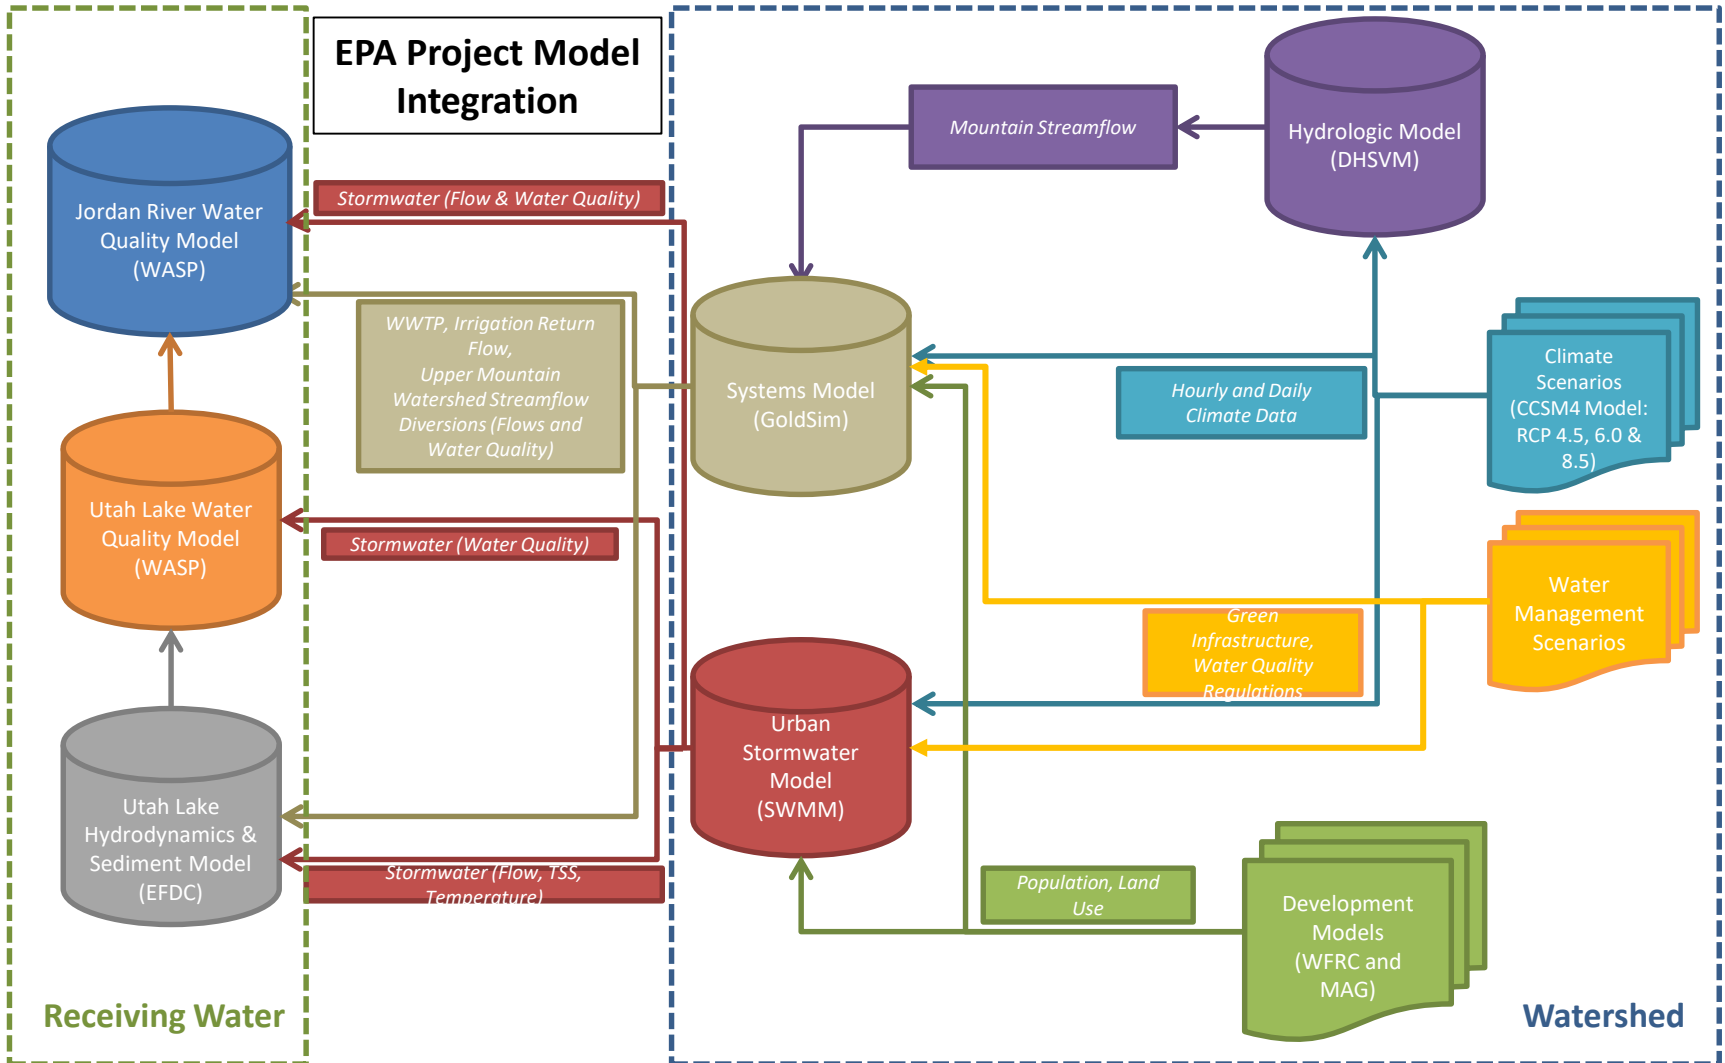 EPA Project Model
Integration
Mountain Streamflow
Hydrologic Model
(DHSVM)
Jordan River Water
Quality Model
(WASP)
Stormwater (Flow & Water Quality)
WWTP, Irrigation Return
Flow,
Upper Mountain
Watershed Streamflow
Diversions (Flows and
Water Quality)
Systems Model
(GoldSim)
Hourly and Daily
Climate Data
Climate
Scenarios
(CCSM4 Model:
RCP 4.5, 6.0 &
8.5)
Utah Lake Water
Quality Model
(WASP)
Stormwater (Water Quality)
Green
Infrastructure,
Water Quality
Regulations
Water
Management
Scenarios
Urban
Stormwater
Model
(SWMM)
Utah Lake
Hydrodynamics &
Sediment Model
(EFDC)
Stormwater (Flow, TSS,
Temperature)
Population, Land
Use
Development
Models
(WFRC and
MAG)
Receiving Water
Watershed